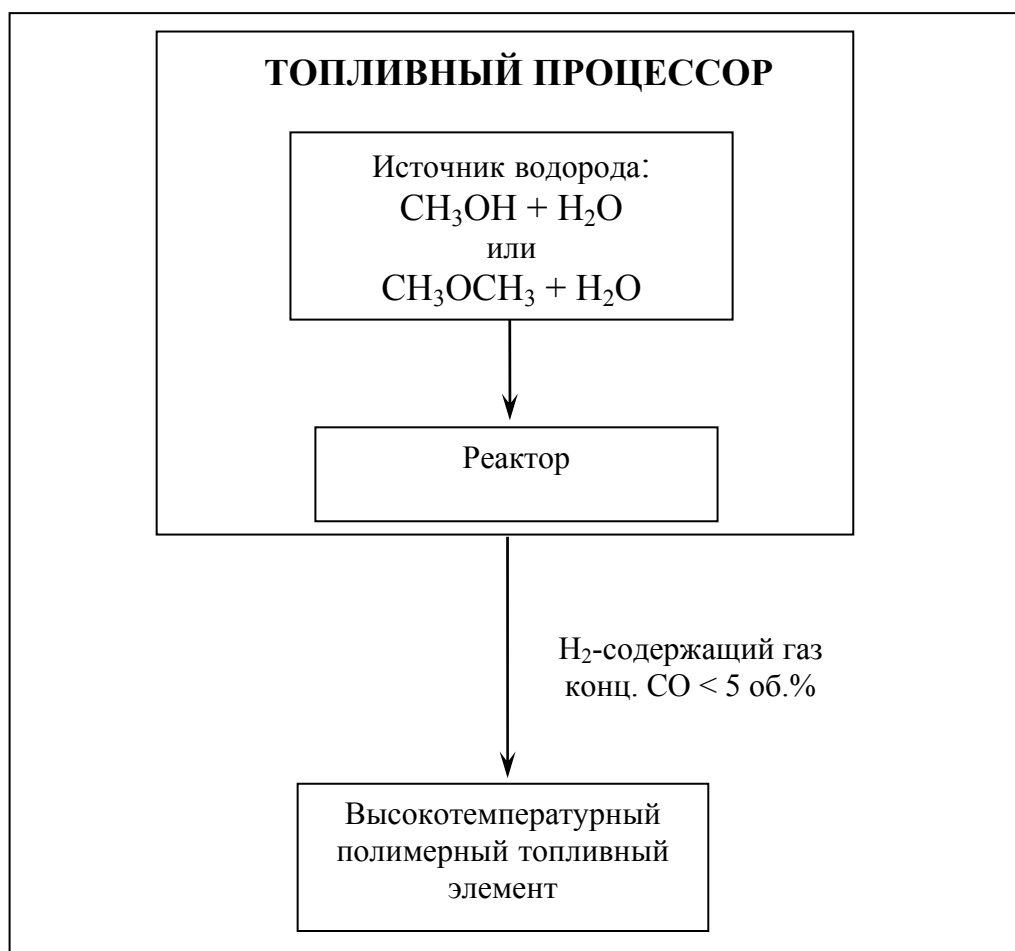 ТОПЛИВНЫЙ ПРОЦЕССОР
Источник водорода:
CH₃OH + H₂O
или
CH₃OCH₃ + H₂O
Реактор
H₂-содержащий газ
конц. CO < 5 об.%
Высокотемпературный
полимерный топливный
элемент